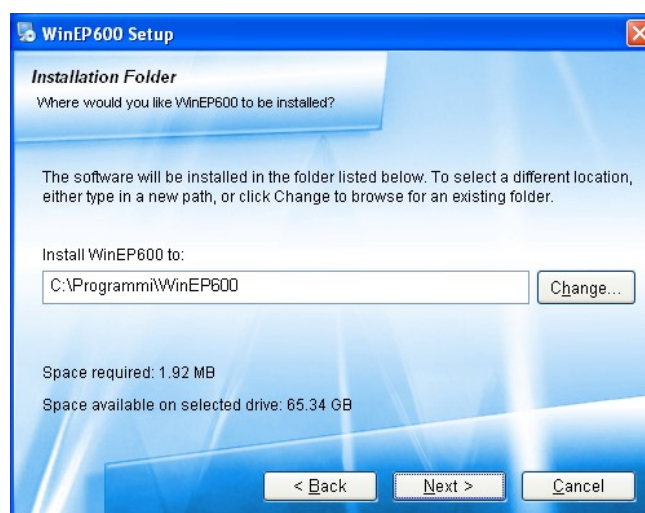 WinEP600 Setup
Installation Folder
Where would you like WinEP600 to be installed?
The software will be installed in the folder listed below. To select a different location,
either type in a new path, or click Change to browse for an existing folder.
Install WinEP600 to:
C:\Programmi\WinEP600
Change...
Space required: 1.92 MB
Space available on selected drive: 65.34 GB
< Back Next > Cancel